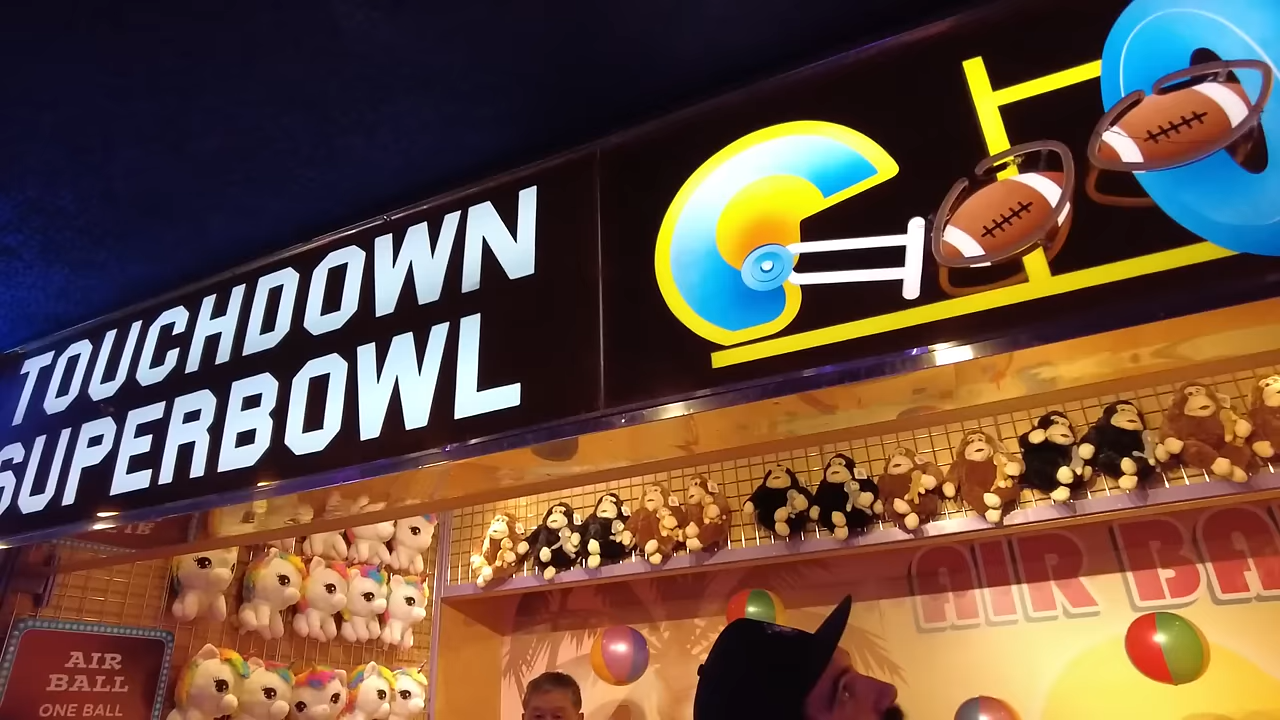 TOUCHDOWN
SUPERBOWL
AIR BA
AIR
BALL
ONE BALL